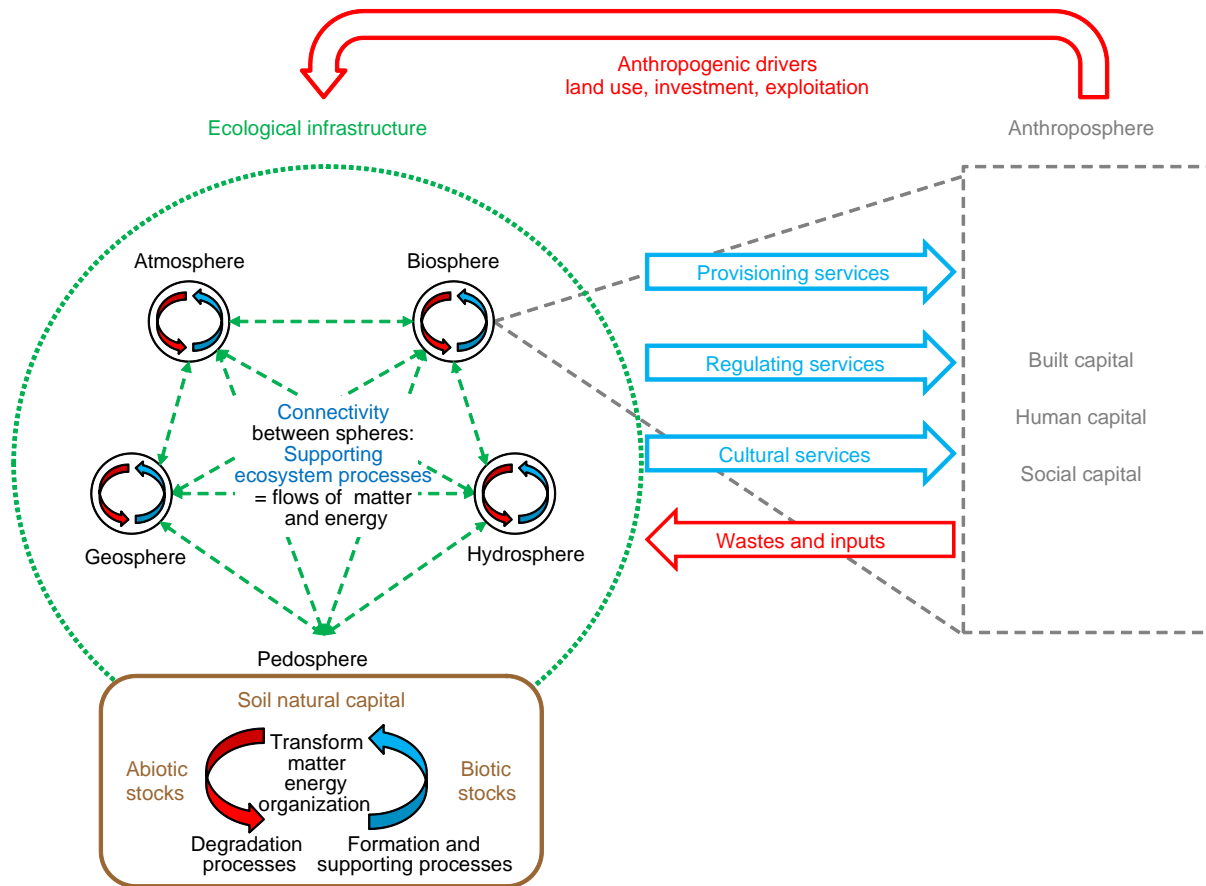 Anthropogenic drivers
land use, investment, exploitation
Ecological infrastructure
Anthroposphere
Atmosphere
Biosphere
Provisioning services
Regulating services
Built capital
Connectivity
between spheres:
Supporting
ecosystem processes
= flows of matter
and energy
Human capital
Cultural services
Social capital
Wastes and inputs
Geosphere
Hydrosphere
Pedosphere
Soil natural capital
Transform
matter
energy
organization
Abiotic
stocks
Biotic
stocks
Degradation
processes
Formation and
supporting processes